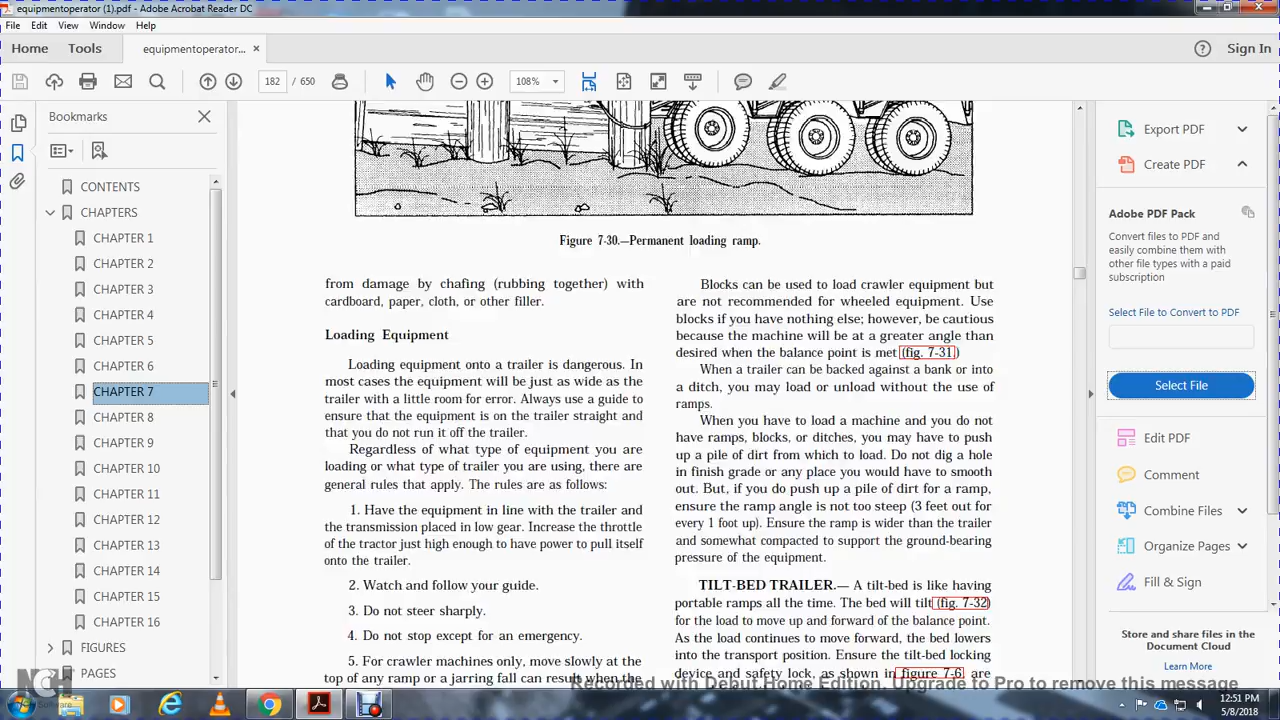 equipmentoperator (1).pdf - Adobe Acrobat Reader DC
File Edit View Window Help
Home Tools equipmentoperator... × ? Sign In
182 / 650 108%
Bookmarks
CONTENTS
CHAPTERS
CHAPTER 1
CHAPTER 2
CHAPTER 3
CHAPTER 4
CHAPTER 5
CHAPTER 6
CHAPTER 7
CHAPTER 8
CHAPTER 9
CHAPTER 10
CHAPTER 11
CHAPTER 12
CHAPTER 13
CHAPTER 14
CHAPTER 15
CHAPTER 16
FIGURES
PAGES
Figure 7-30.—Permanent loading ramp.
from damage by chafing (rubbing together) with
cardboard, paper, cloth, or other filler.
Loading Equipment
Loading equipment onto a trailer is dangerous. In
most cases the equipment will be just as wide as the
trailer with a little room for error. Always use a guide to
ensure that the equipment is on the trailer straight and
that you do not run it off the trailer.
Regardless of what type of equipment you are
loading or what type of trailer you are using, there are
general rules that apply. The rules are as follows:
1. Have the equipment in line with the trailer and
the transmission placed in low gear. Increase the throttle
of the tractor just high enough to have power to pull itself
onto the trailer.
2. Watch and follow your guide.
3. Do not steer sharply.
4. Do not stop except for an emergency.
5. For crawler machines only, move slowly at the
top of any ramp or a jarring fall can result when the
Blocks can be used to load crawler equipment but
are not recommended for wheeled equipment. Use
blocks if you have nothing else; however, be cautious
because the machine will be at a greater angle than
desired when the balance point is met (fig. 7-31)
When a trailer can be backed against a bank or into
a ditch, you may load or unload without the use of
ramps.
When you have to load a machine and you do not
have ramps, blocks, or ditches, you may have to push
up a pile of dirt from which to load. Do not dig a hole
in finish grade or any place you would have to smooth
out. But, if you do push up a pile of dirt for a ramp,
ensure the ramp angle is not too steep (3 feet out for
every 1 foot up). Ensure the ramp is wider than the trailer
and somewhat compacted to support the ground-bearing
pressure of the equipment.
TILT-BED TRAILER.— A tilt-bed is like having
portable ramps all the time. The bed will tilt (fig. 7-32)
for the load to move up and forward of the balance point.
As the load continues to move forward, the bed lowers
into the transport position. Ensure the tilt-bed locking
device and safety lock, as shown in figure 7-6, are
Export PDF
Create PDF
Adobe PDF Pack
Convert files to PDF and
easily combine them with
other file types with a paid
subscription
Select File to Convert to PDF
Select File
Edit PDF
Comment
Combine Files
Organize Pages
Fill & Sign
Store and share files in the
Document Cloud
Learn More
Recorded with Debut Home Edition. Upgrade to Pro to remove this message
NCH
Software
12:51 PM
5/8/2018